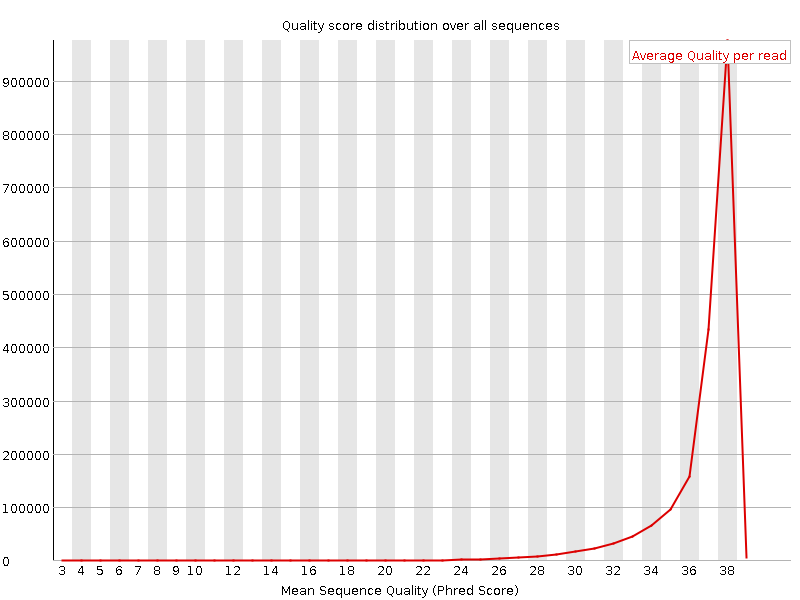 Quality score distribution over all sequences
Average Quality per read
900000
800000
700000
600000
500000
400000
300000
200000
100000
0
3 4 5 6 7 8 9 10 12 14 16 18 20 22 24 26 28 30 32 34 36 38
Mean Sequence Quality (Phred Score)